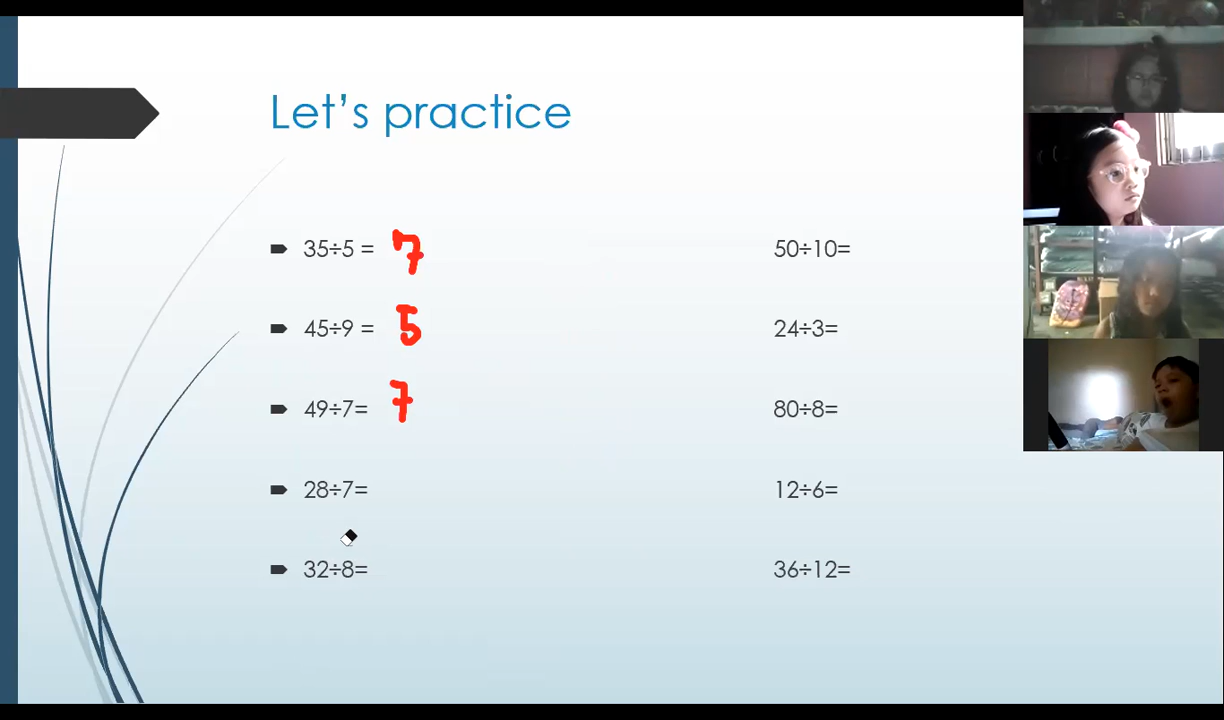 Let's practice
35÷5 = 7
45÷9 = 5
49÷7= 7
28÷7=
32÷8=
50÷10=
24÷3=
80÷8=
12÷6=
36÷12=